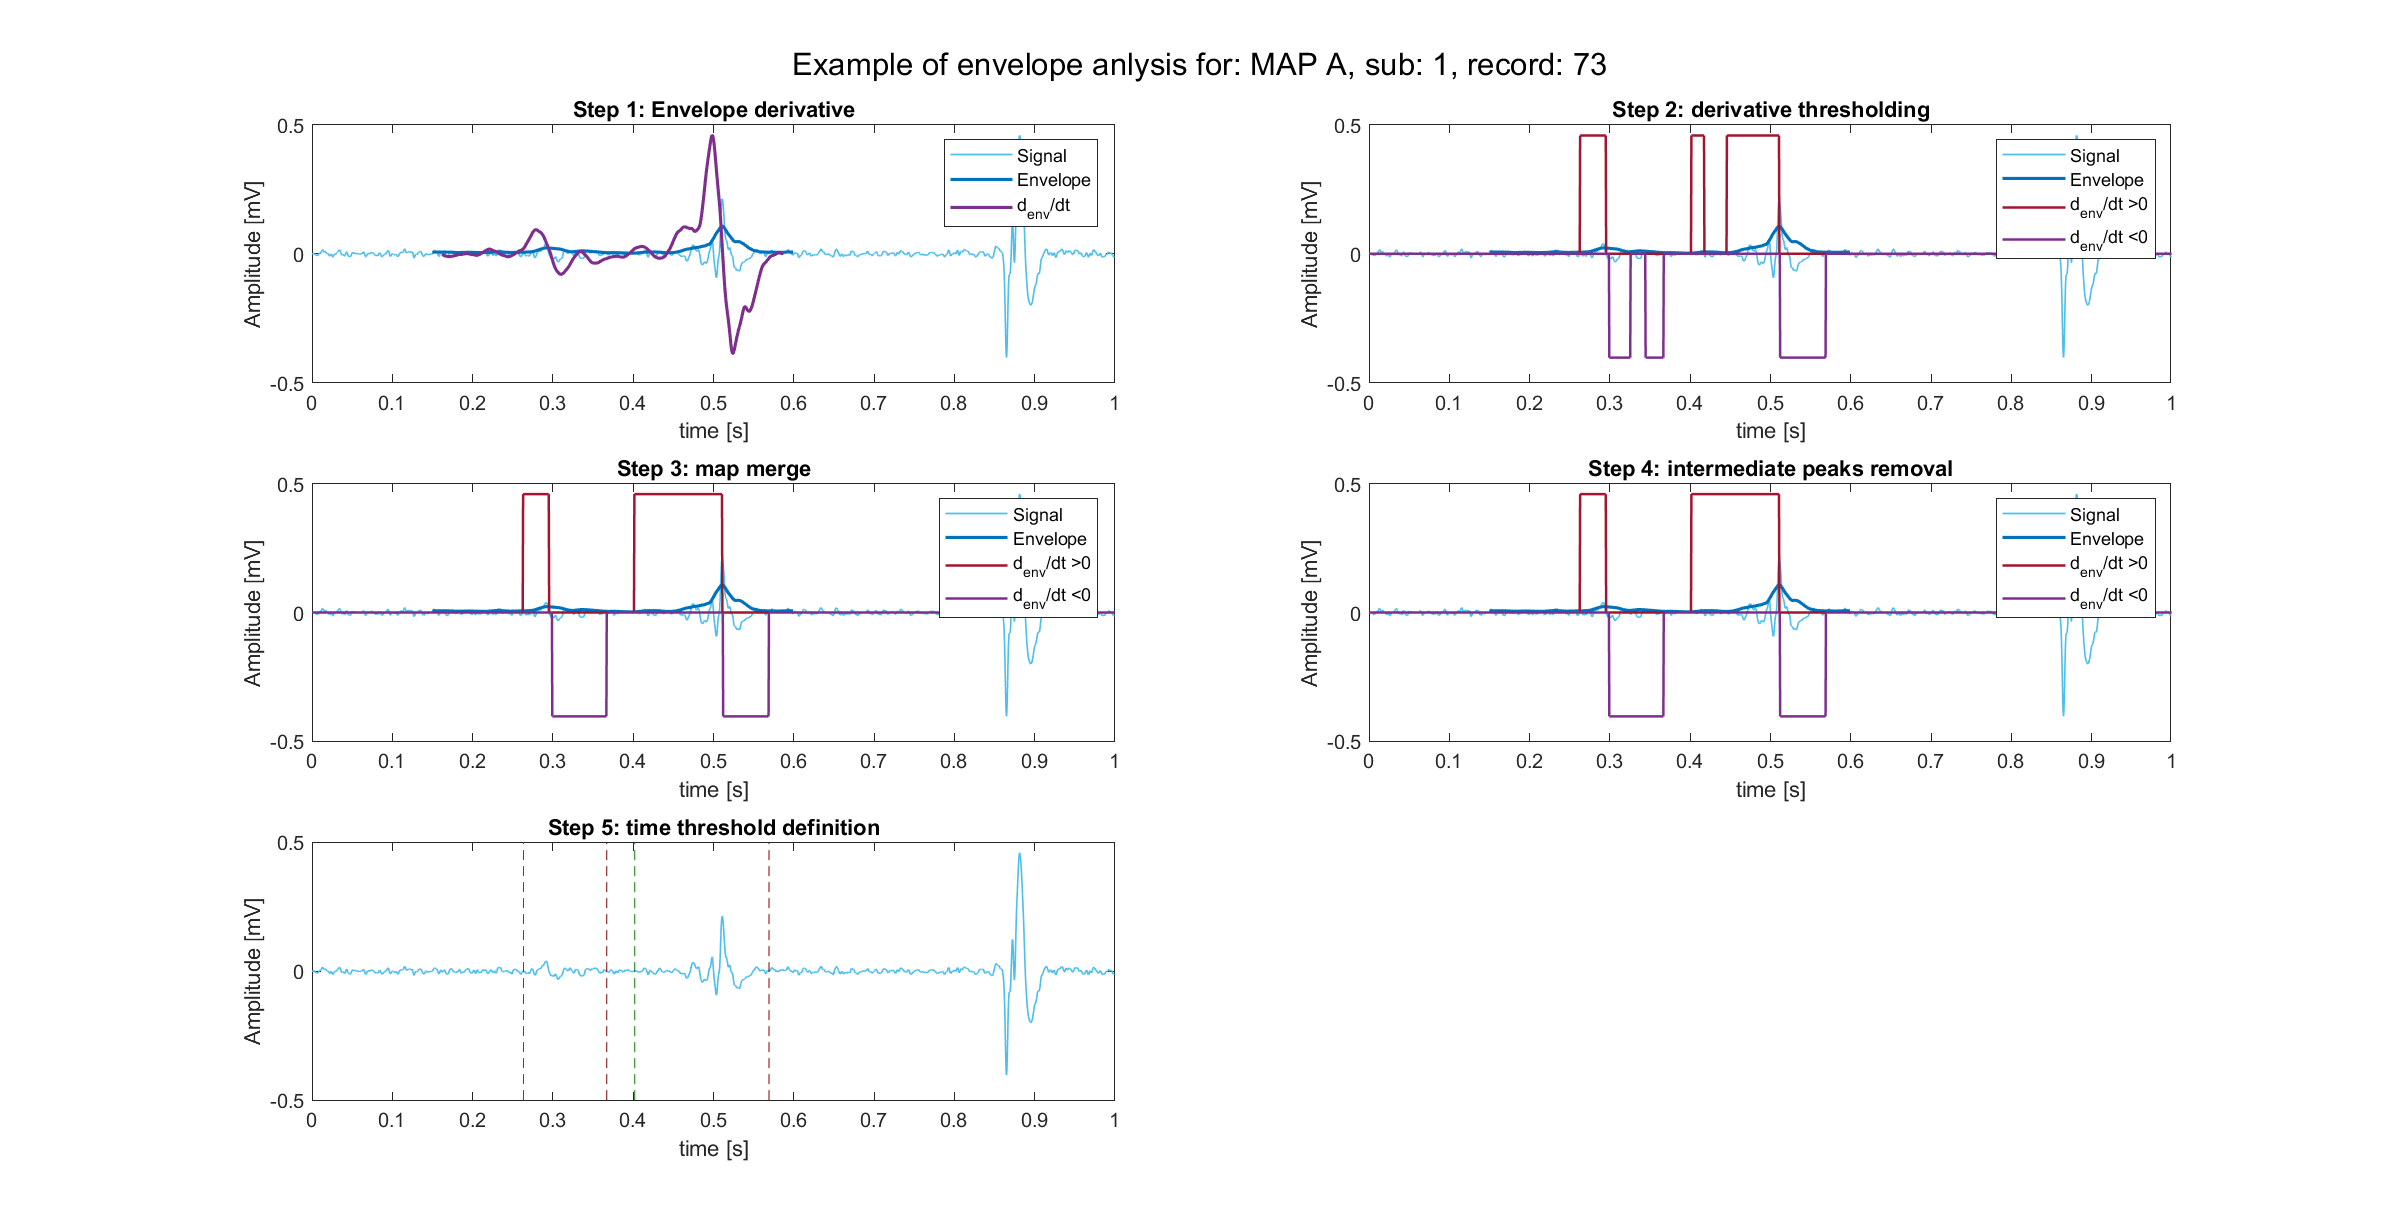 Example of envelope anlysis for: MAP A, sub: 1, record: 73
Step 1: Envelope derivative
0.5
0
-0.5
Amplitude [mV]
0 0.1 0.2 0.3 0.4 0.5 0.6 0.7 0.8 0.9 1
time [s]
Signal
Envelope
d_env/dt
Step 2: derivative thresholding
0.5
0
-0.5
Amplitude [mV]
0 0.1 0.2 0.3 0.4 0.5 0.6 0.7 0.8 0.9 1
time [s]
Signal
Envelope
d_env/dt >0
d_env/dt <0
Step 3: map merge
0.5
0
-0.5
Amplitude [mV]
0 0.1 0.2 0.3 0.4 0.5 0.6 0.7 0.8 0.9 1
time [s]
Signal
Envelope
d_env/dt >0
d_env/dt <0
Step 4: intermediate peaks removal
0.5
0
-0.5
Amplitude [mV]
0 0.1 0.2 0.3 0.4 0.5 0.6 0.7 0.8 0.9 1
time [s]
Signal
Envelope
d_env/dt >0
d_env/dt <0
Step 5: time threshold definition
0.5
0
-0.5
Amplitude [mV]
0 0.1 0.2 0.3 0.4 0.5 0.6 0.7 0.8 0.9 1
time [s]